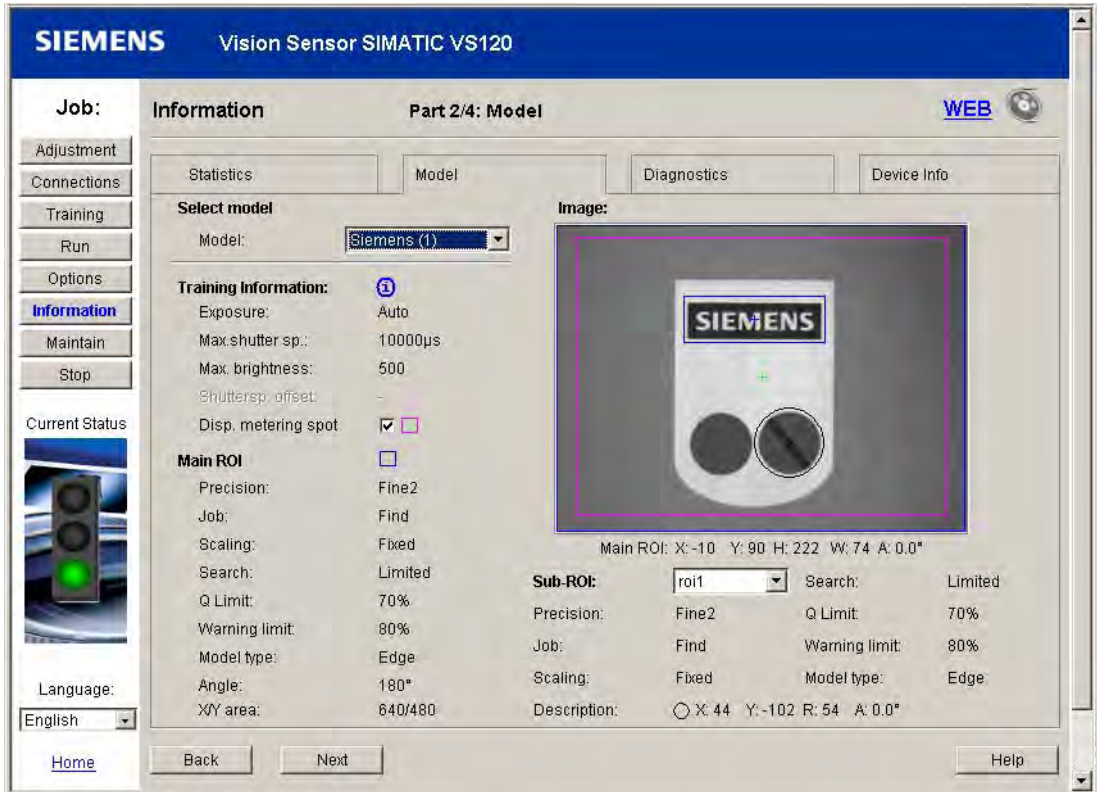 SIEMENS Vision Sensor SIMATIC VS120
Job:
Adjustment
Connections
Training
Run
Options
Information
Maintain
Stop
Current Status
Language:
English
Home
Information Part 2/4: Model WEB
Statistics Model Diagnostics Device Info
Select model
Model: Siemens (1)
Training Information:
Exposure: Auto
Max.shutter sp.: 10000µs
Max. brightness: 500
Shuttersp. offset: -
Disp. metering spot
Main ROI
Precision: Fine2
Job: Find
Scaling: Fixed
Search: Limited
Q Limit: 70%
Warning limit: 80%
Model type: Edge
Angle: 180°
X/Y area: 640/480
Image:
SIEMENS
Main ROI: X: -10 Y: 90 H: 222 W: 74 A: 0.0°
Sub-ROI: roi1 Search: Limited
Precision: Fine2 Q Limit: 70%
Job: Find Warning limit: 80%
Scaling: Fixed Model type: Edge
Description: X: 44 Y: -102 R: 54 A: 0.0°
Back Next Help